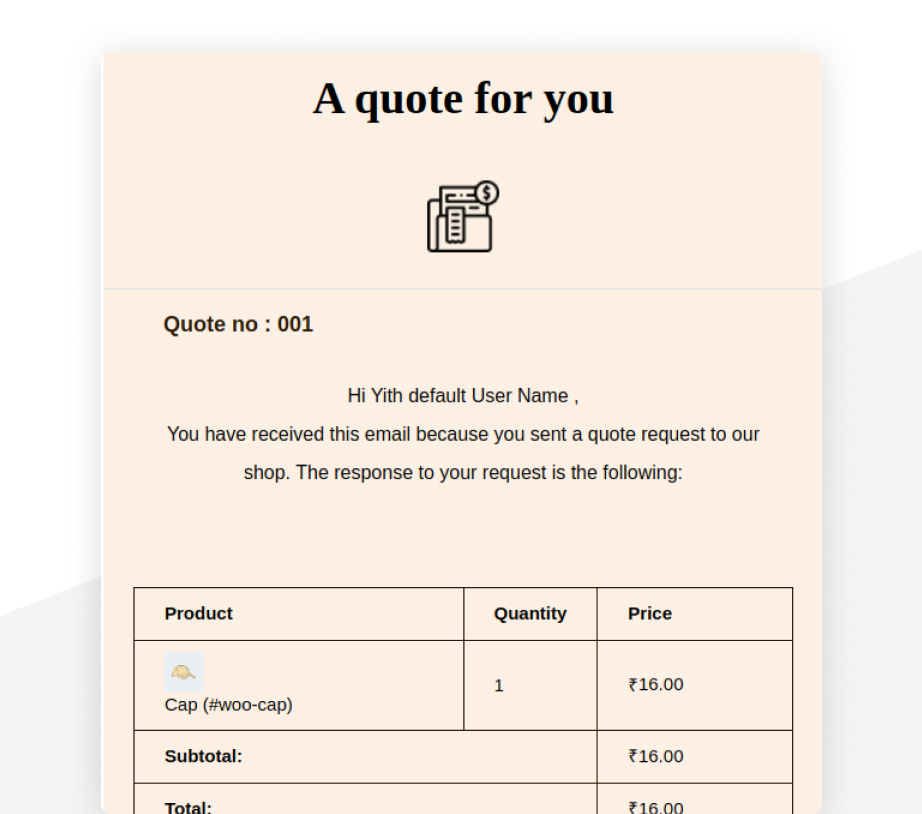 A quote for you
$
Quote no : 001
Hi Yith default User Name ,
You have received this email because you sent a quote request to our
shop. The response to your request is the following:
Product Quantity Price
Cap (#woo-cap) 1 ₹16.00
Subtotal: ₹16.00
Total: ₹16.00